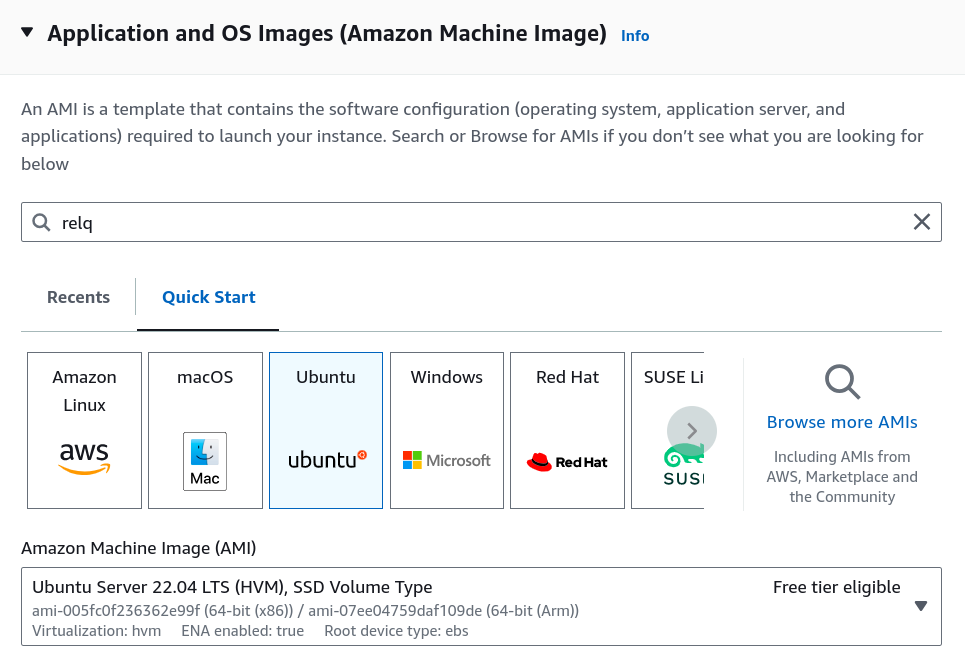 Application and OS Images (Amazon Machine Image) Info
An AMI is a template that contains the software configuration (operating system, application server, and
applications) required to launch your instance. Search or Browse for AMIs if you don’t see what you are looking for
below
relq
Recents
Quick Start
Amazon
Linux
aws
macOS
Mac
Ubuntu
ubuntu
Windows
Microsoft
Red Hat
Red Hat
SUSE Li
SUS
Browse more AMIs
Including AMIs from
AWS, Marketplace and
the Community
Amazon Machine Image (AMI)
Ubuntu Server 22.04 LTS (HVM), SSD Volume Type
Free tier eligible
ami-005fc0f236362e99f (64-bit (x86)) / ami-07ee04759daf109de (64-bit (Arm))
Virtualization: hvm ENA enabled: true Root device type: ebs